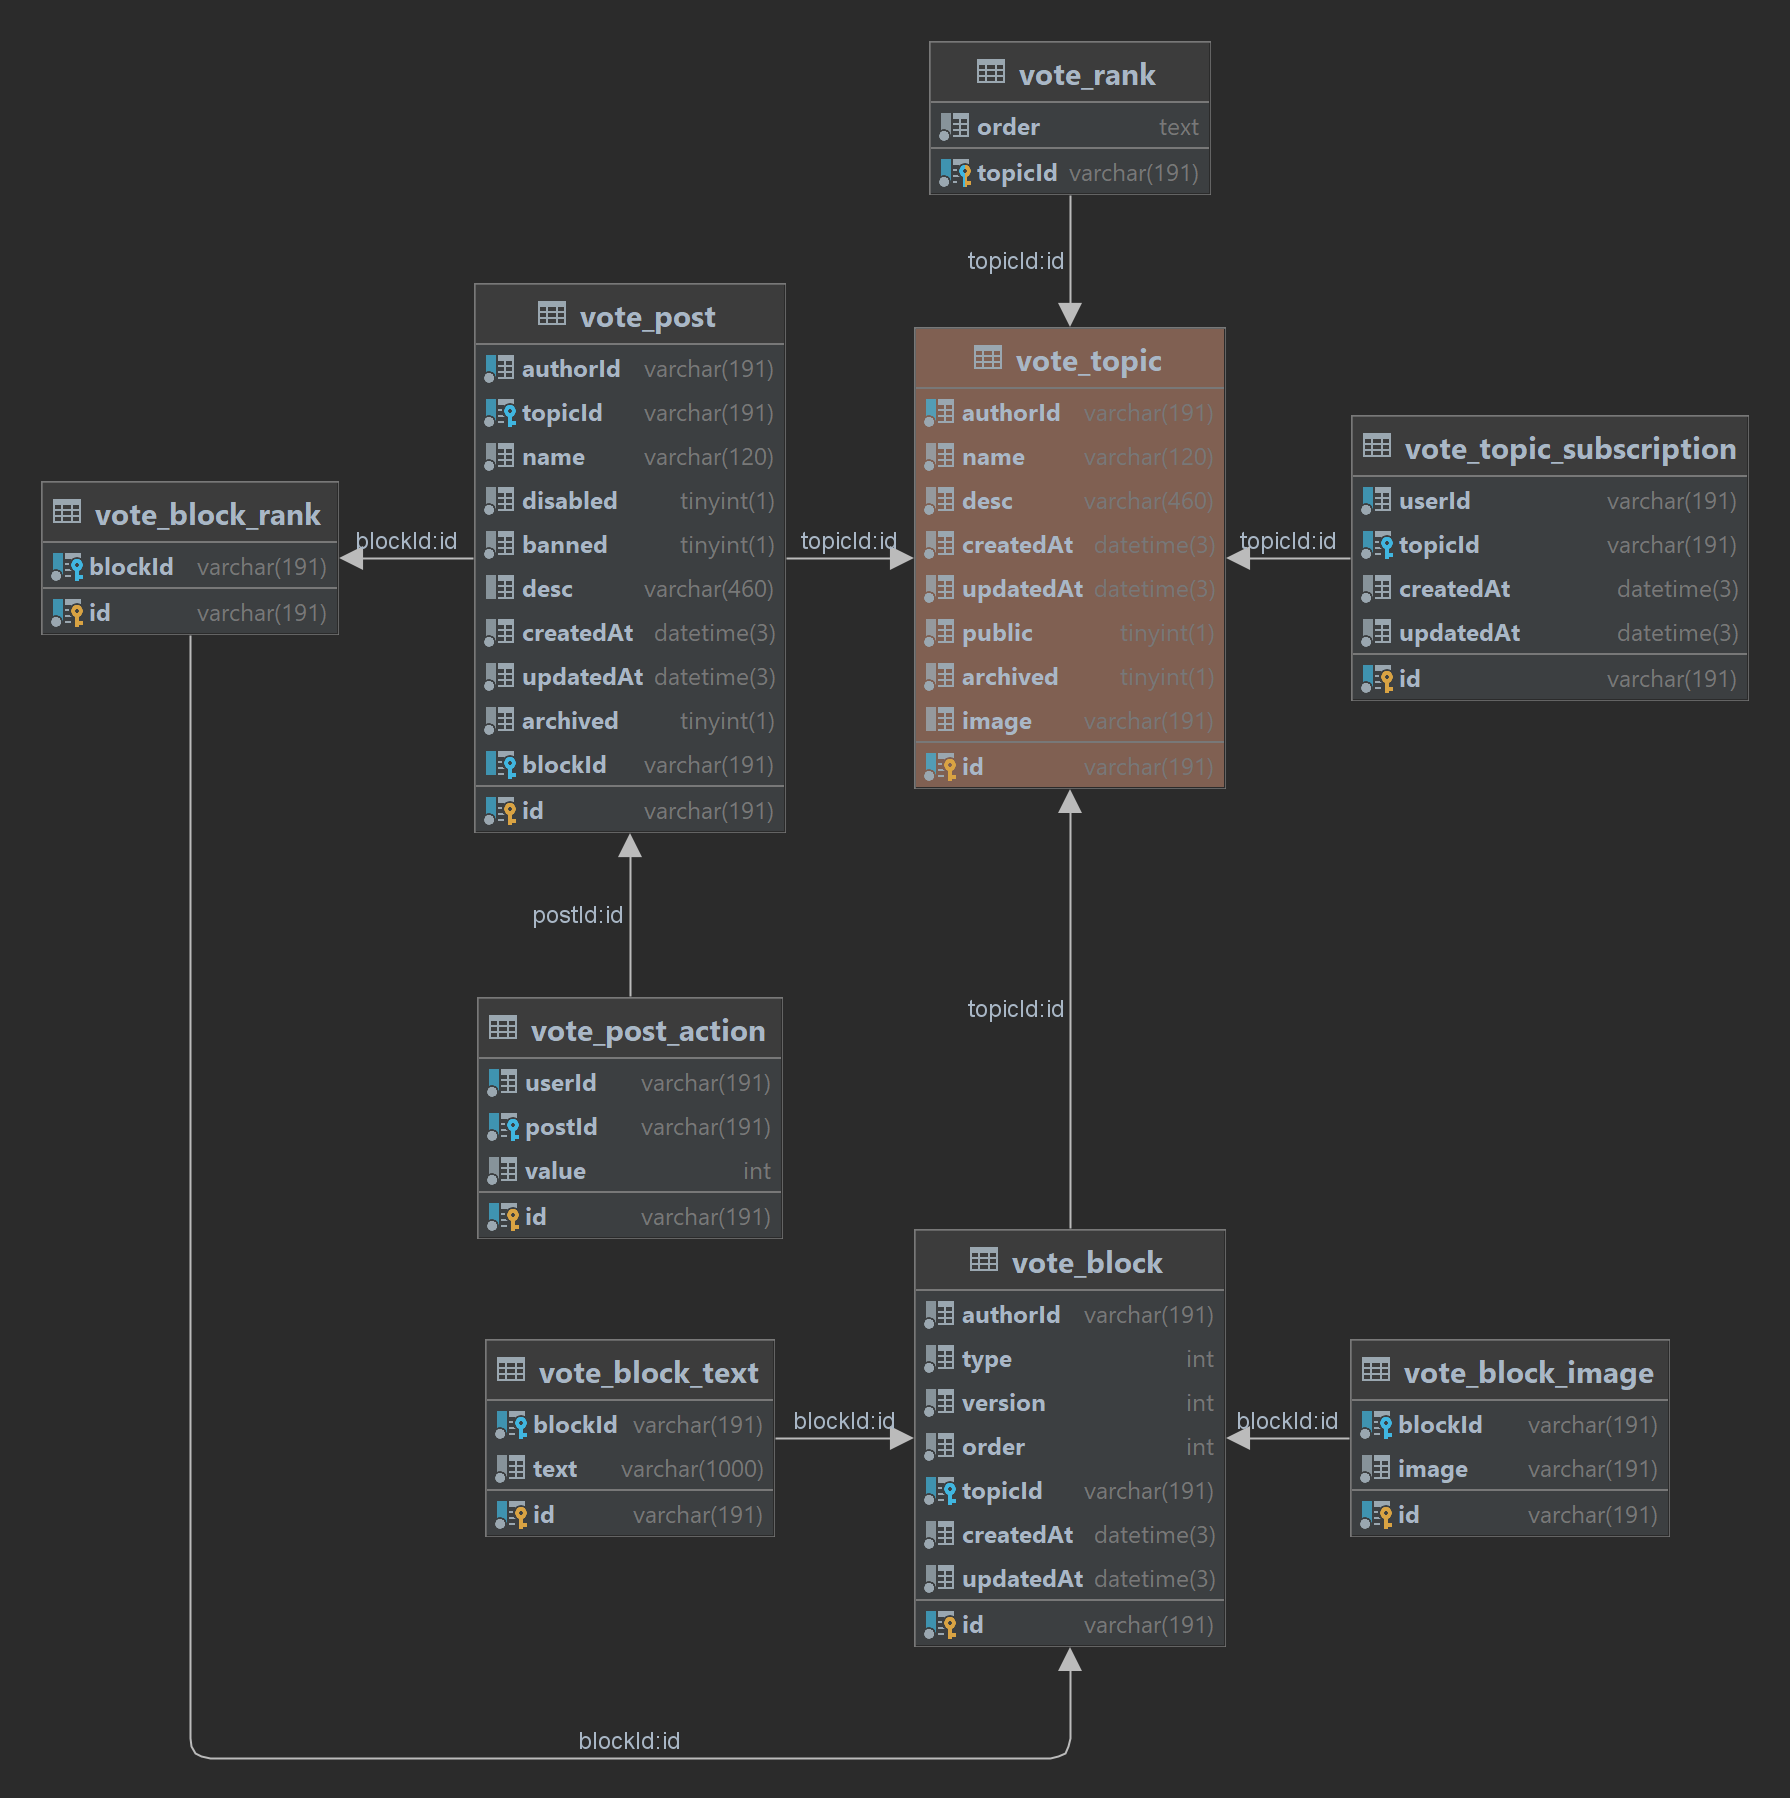 vote_rank
order text
topicId varchar(191)
topicId:id
vote_post
authorId varchar(191)
topicId varchar(191)
name varchar(120)
disabled tinyint(1)
banned tinyint(1)
desc varchar(460)
createdAt datetime(3)
updatedAt datetime(3)
archived tinyint(1)
blockId varchar(191)
id varchar(191)
vote_topic
authorId varchar(191)
name varchar(120)
desc varchar(460)
createdAt datetime(3)
updatedAt datetime(3)
public tinyint(1)
archived tinyint(1)
image varchar(191)
id varchar(191)
vote_topic_subscription
userId varchar(191)
topicId varchar(191)
createdAt datetime(3)
updatedAt datetime(3)
id varchar(191)
vote_block_rank
blockId varchar(191)
id varchar(191)
blockId:id
topicId:id
topicId:id
postId:id
topicId:id
vote_post_action
userId varchar(191)
postId varchar(191)
value int
id varchar(191)
vote_block
authorId varchar(191)
type int
version int
order int
topicId varchar(191)
createdAt datetime(3)
updatedAt datetime(3)
id varchar(191)
vote_block_text
blockId varchar(191)
text varchar(1000)
id varchar(191)
blockId:id
blockId:id
vote_block_image
blockId varchar(191)
image varchar(191)
id varchar(191)
blockId:id